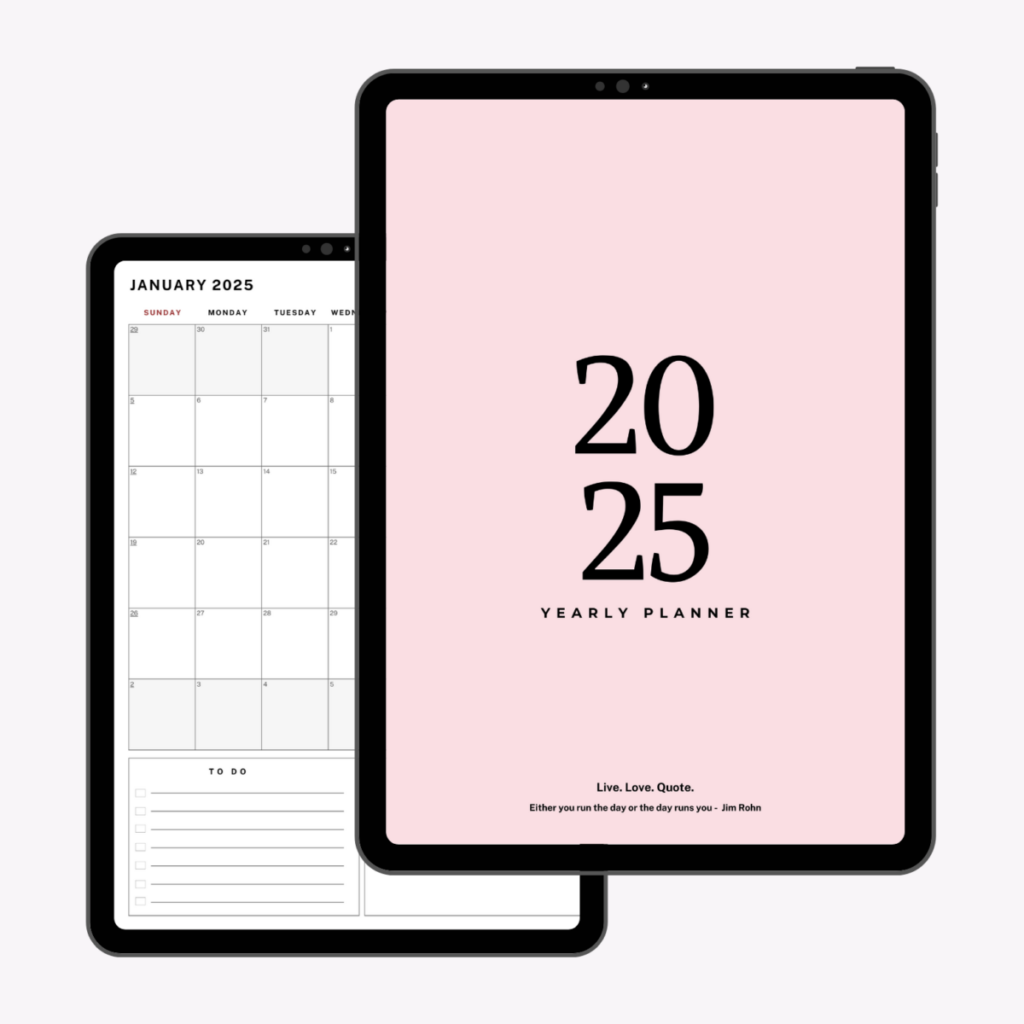 JANUARY 2025
SUNDAY MONDAY TUESDAY WEDN
29 30 31 1
5 6 7 8
12 13 14 15
19 20 21 22
26 27 28 29
2 3 4 5
TO DO
20
25
YEARLY PLANNER
Live. Love. Quote.
Either you run the day or the day runs you - Jim Rohn